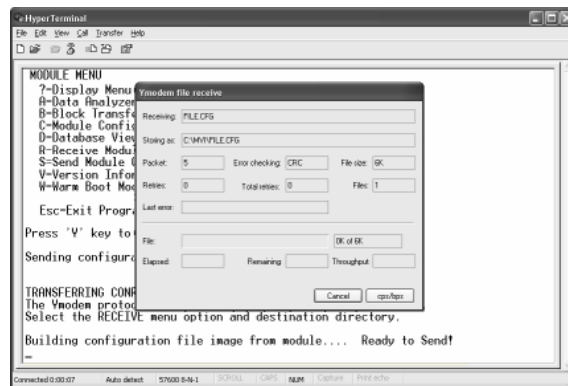 HyperTerminal
File Edit View Call Transfer Help
MODULE MENU
?=Display Menu
A=Data Analyzer
B=Block Transf
C=Module Confi
D=Database Vie
R=Receive Modu
S=Send Module
V=Version Infor
W=Warm Boot Mo
Esc=Exit Progr
Press 'Y' key to
Sending configur
TRANSFERRING CON
The Ymodem protoc
Select the RECEIVE menu option and destination directory.
Building configuration file image from module.... Ready to Send!
Ymodem file receive
Receiving: FILE.CFG
Storing as: C:\MVI\FILE.CFG
Packet: 5 Error checking: CRC File size: 6K
Retries: 0 Total retries: 0 Files: 1
Last error:
File: 0K of 6K
Elapsed: Remaining: Throughput:
Cancel cps/bps
Connected 0:00:07 Auto detect 57600 8-N-1 SCROLL CAPS NUM Capture Print echo